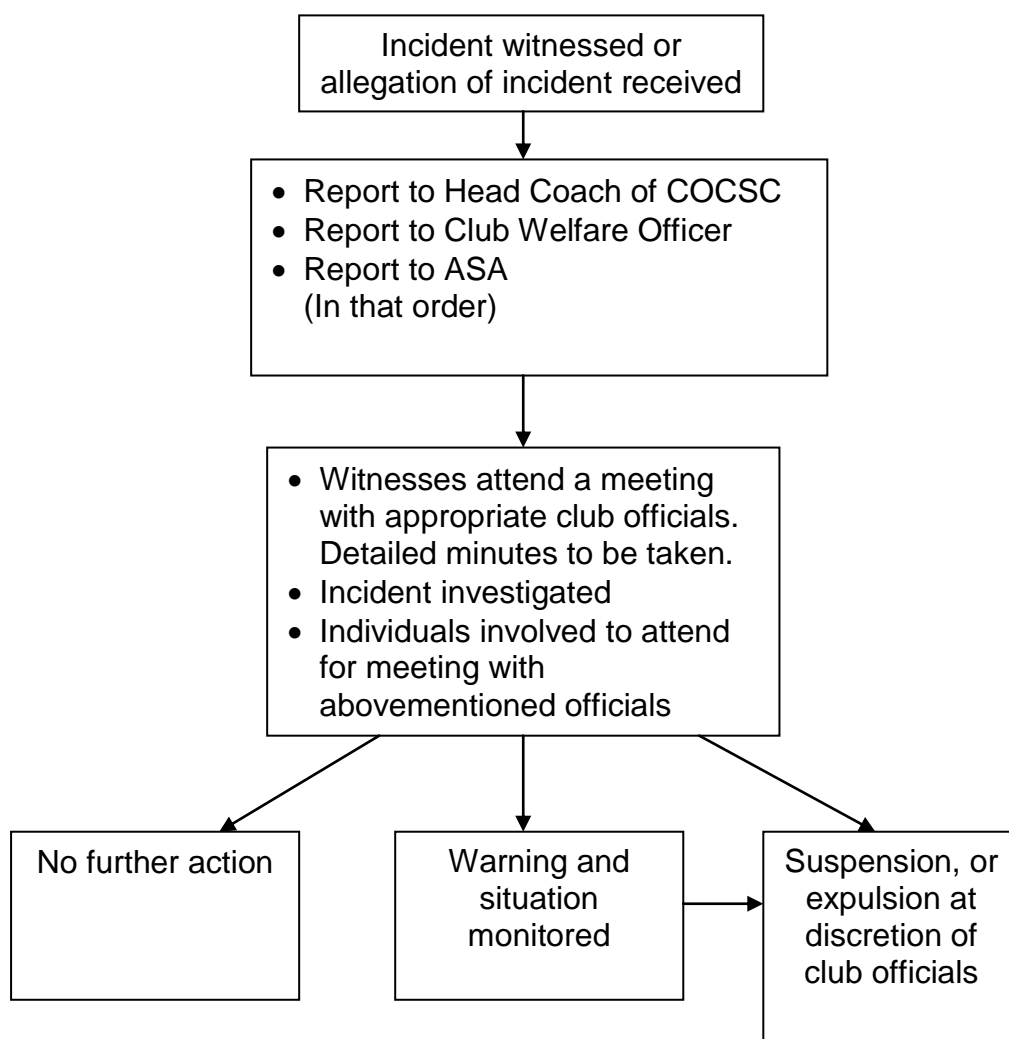 Incident witnessed or
allegation of incident received
• Report to Head Coach of COCSC
• Report to Club Welfare Officer
• Report to ASA
(In that order)
• Witnesses attend a meeting
with appropriate club officials.
Detailed minutes to be taken.
• Incident investigated
• Individuals involved to attend
for meeting with
abovementioned officials
No further action
Warning and
situation
monitored
Suspension, or
expulsion at
discretion of
club officials